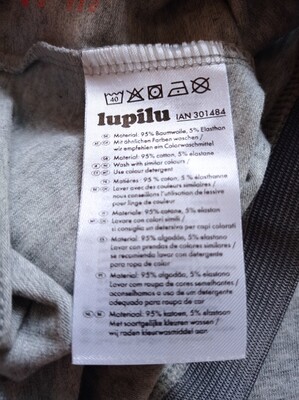 40
lupilu IAN 301484
Material: 95% Baumwolle, 5% Elasthan
Mit ähnlichen Farben waschen/
wir empfehlen ein Colorwaschmittel
Material: 95% cotton, 5% elastane
Wash with similar colours
Use colour detergent
Matières: 95% coton, 5% élasthanne
Laver avec des couleurs similaires/
nous conseillons l'utilisation de lessive
pour linge de couleur
Materiale: 95% cotone, 5% elastan
Lavare con colori simili/
si consiglia un detersivo per capi colorati
Material: 95% algodón, 5% elastano
Lavar con prendas de colores similares/
se recomienda lavar con detergente
para ropa de color
Material: 95% algodão, 5% elastano
Lavar com roupa de cores semelhantes/
aconselhamos o uso de um detergente
adequado para roupa de cor
Materiaal: 95% katoen, 5% elastaan
Met soortgelijke kleuren wassen/
wij raden kleurwasmiddel aan